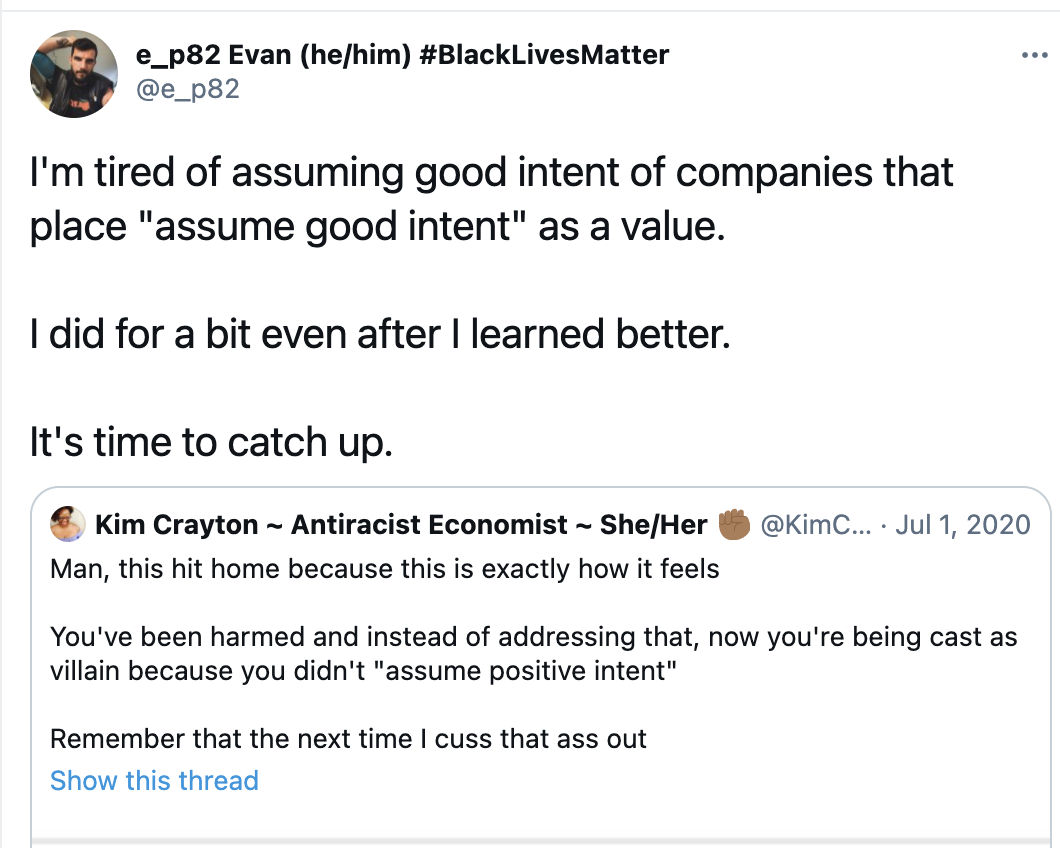 e_p82 Evan (he/him) #BlackLivesMatter
@e_p82
I'm tired of assuming good intent of companies that
place "assume good intent" as a value.
I did for a bit even after I learned better.
It's time to catch up.
Kim Crayton ~ Antiracist Economist ~ She/Her ✊🏾 @KimC... · Jul 1, 2020
Man, this hit home because this is exactly how it feels
You've been harmed and instead of addressing that, now you're being cast as
villain because you didn't "assume positive intent"
Remember that the next time I cuss that ass out
Show this thread